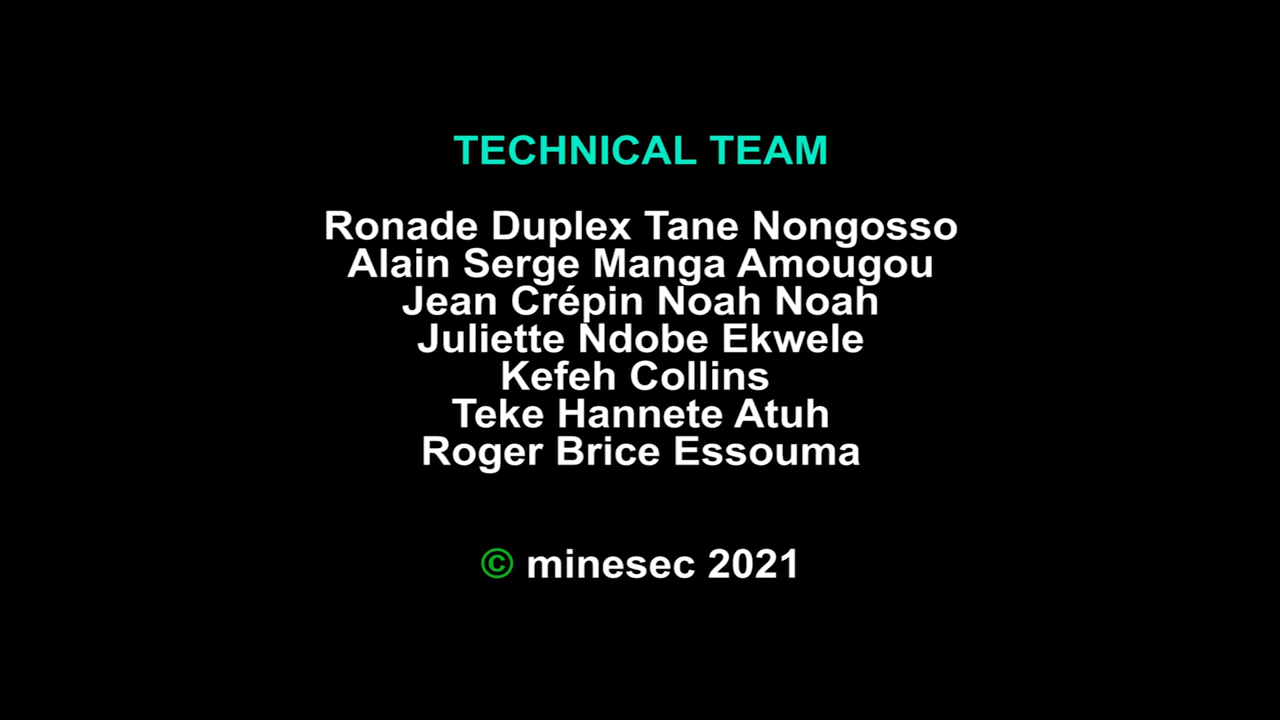 TECHNICAL TEAM
Ronade Duplex Tane Nongosso
Alain Serge Manga Amougou
Jean Crépin Noah Noah
Juliette Ndobe Ekwele
Kefeh Collins
Teke Hannete Atuh
Roger Brice Essouma
© minesec 2021